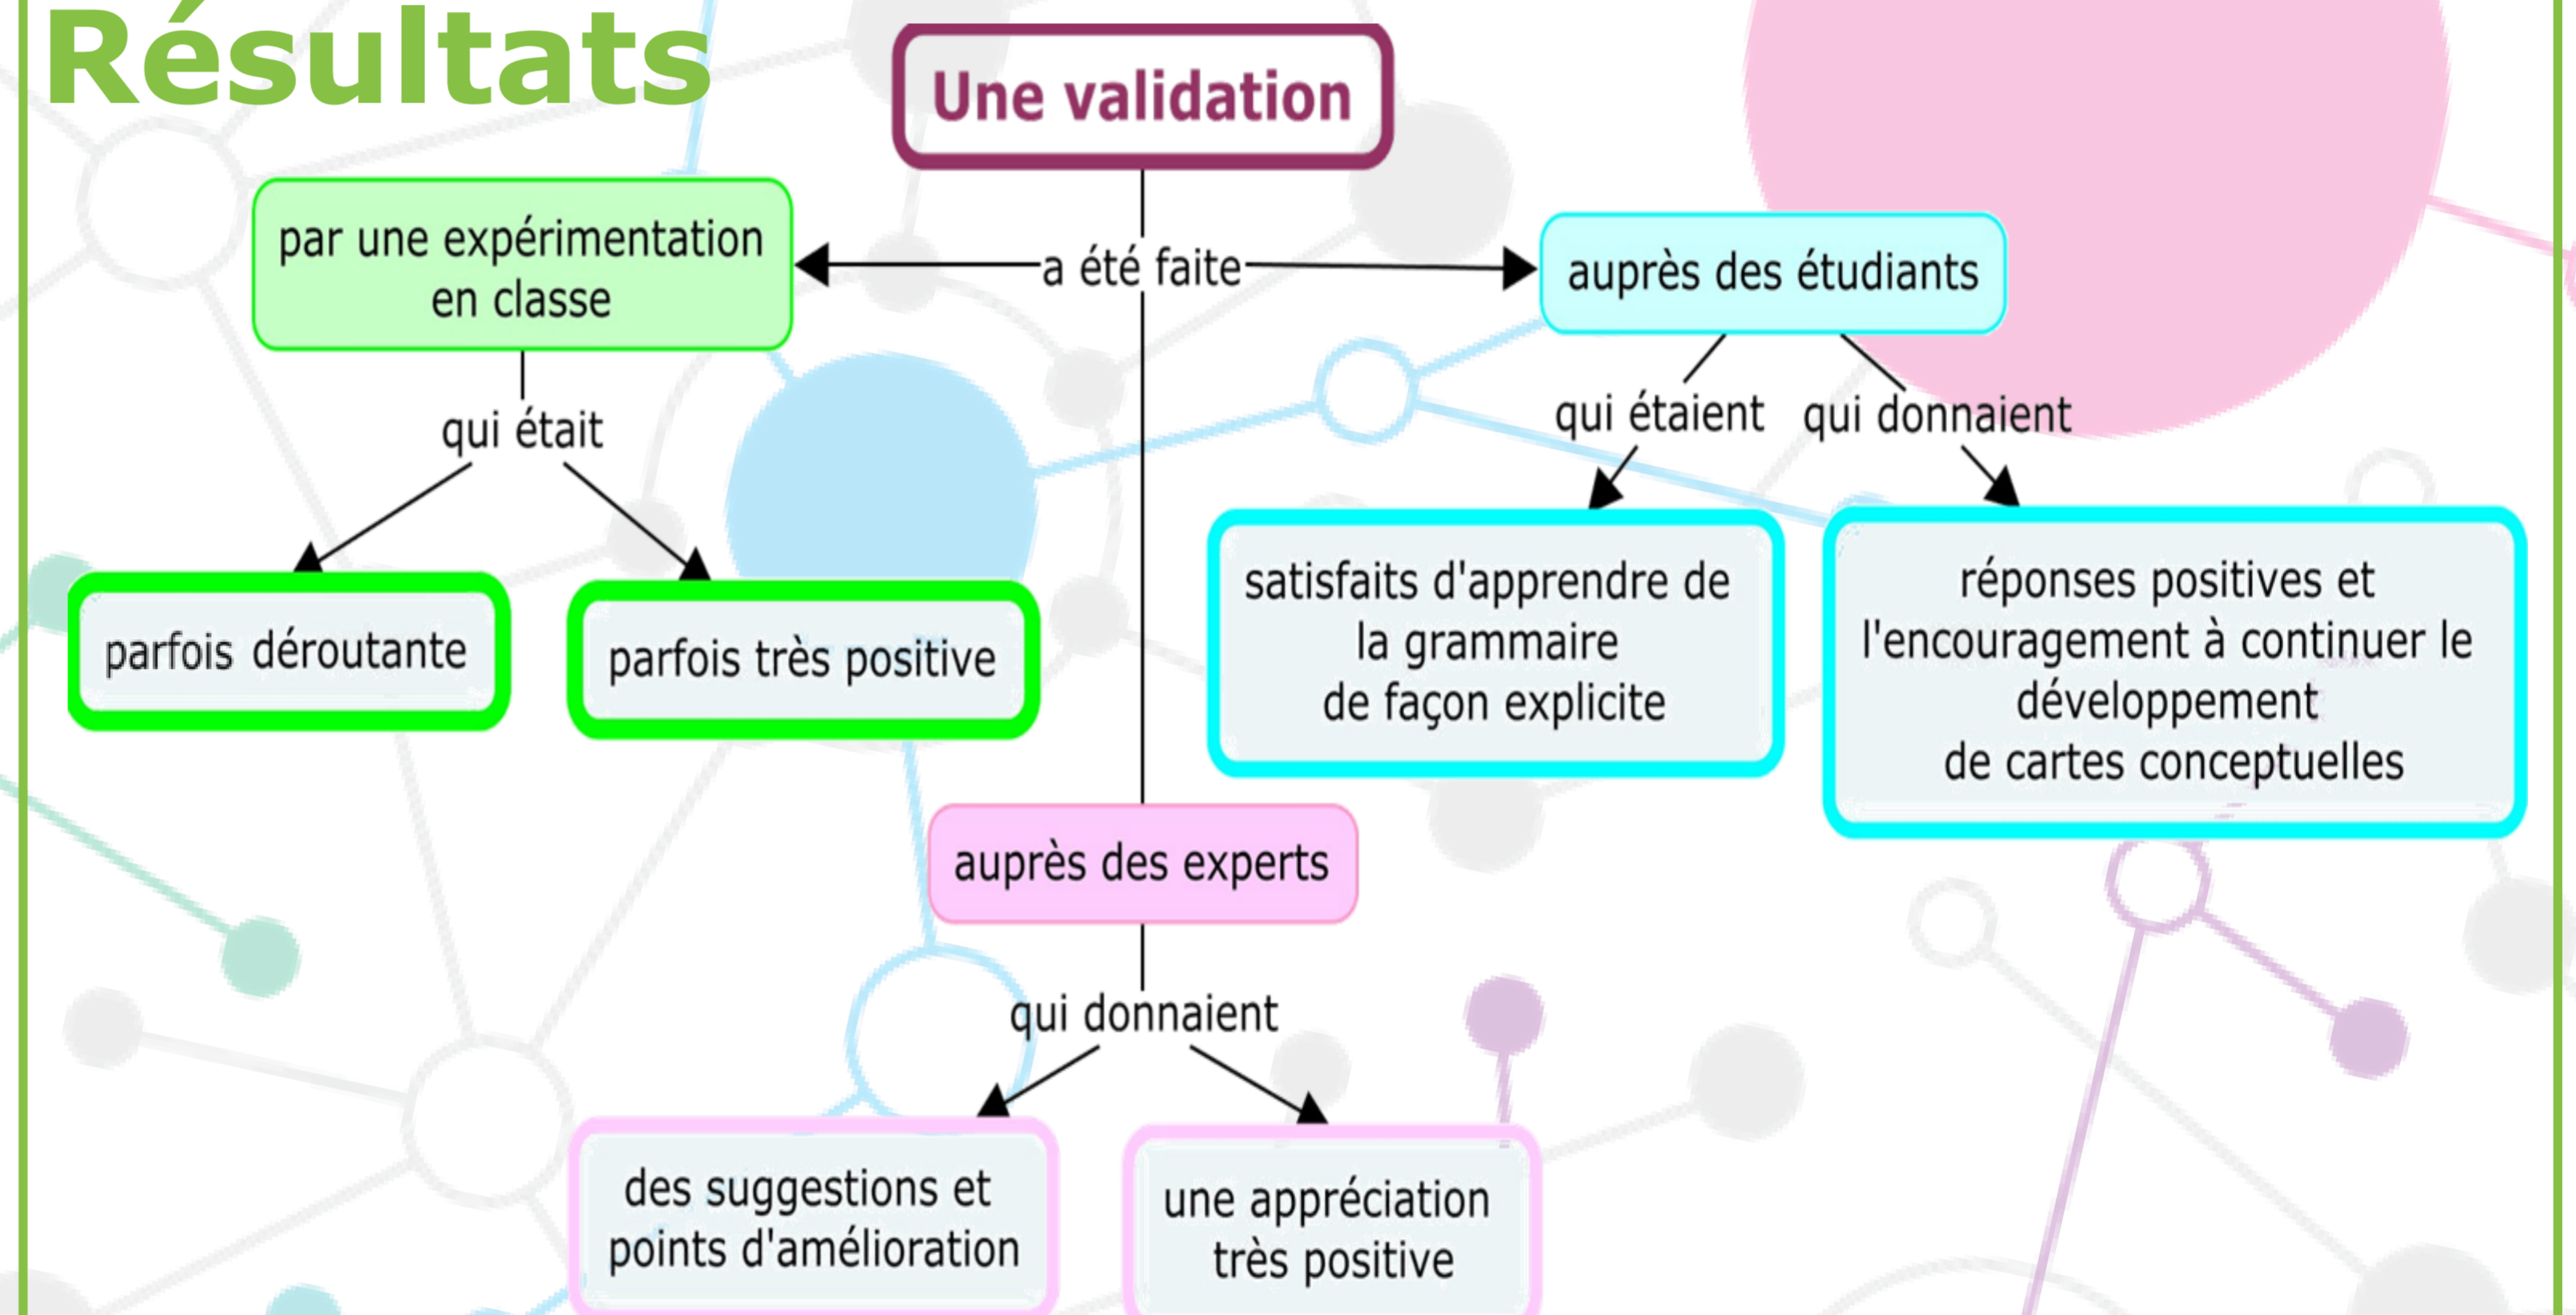 Résultats
Une validation
a été faite
par une expérimentation
en classe
qui était
parfois déroutante
parfois très positive
auprès des étudiants
qui étaient
qui donnaient
satisfaits d'apprendre de
la grammaire
de façon explicite
réponses positives et
l'encouragement à continuer le
développement
de cartes conceptuelles
auprès des experts
qui donnaient
des suggestions et
points d'amélioration
une appréciation
très positive